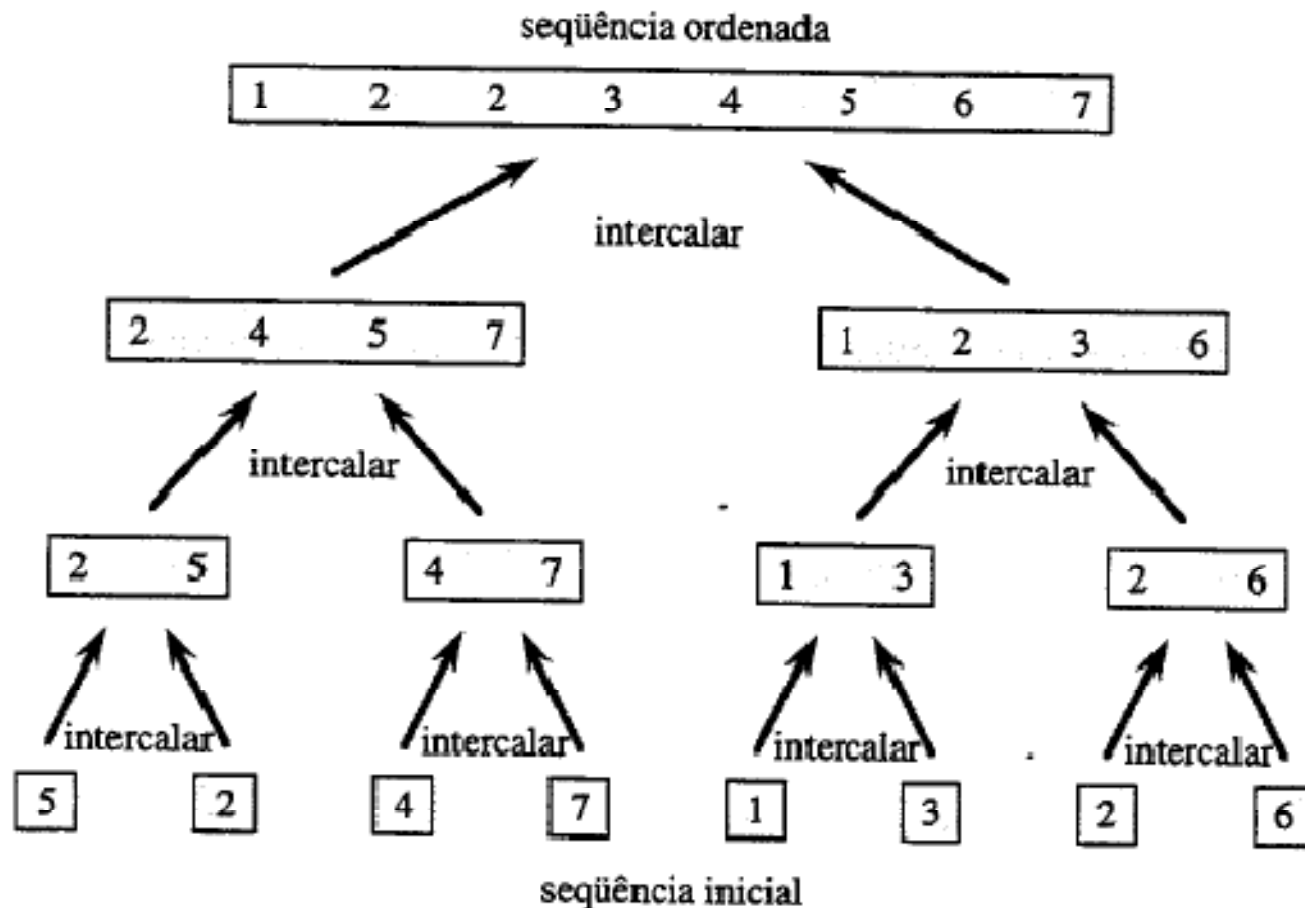 seqüência ordenada
1 2 2 3 4 5 6 7
intercalar
2 4 5 7
1 2 3 6
intercalar
intercalar
2 5
4 7
1 3
2 6
intercalar
intercalar
intercalar
intercalar
5
2
4
7
1
3
2
6
seqüência inicial